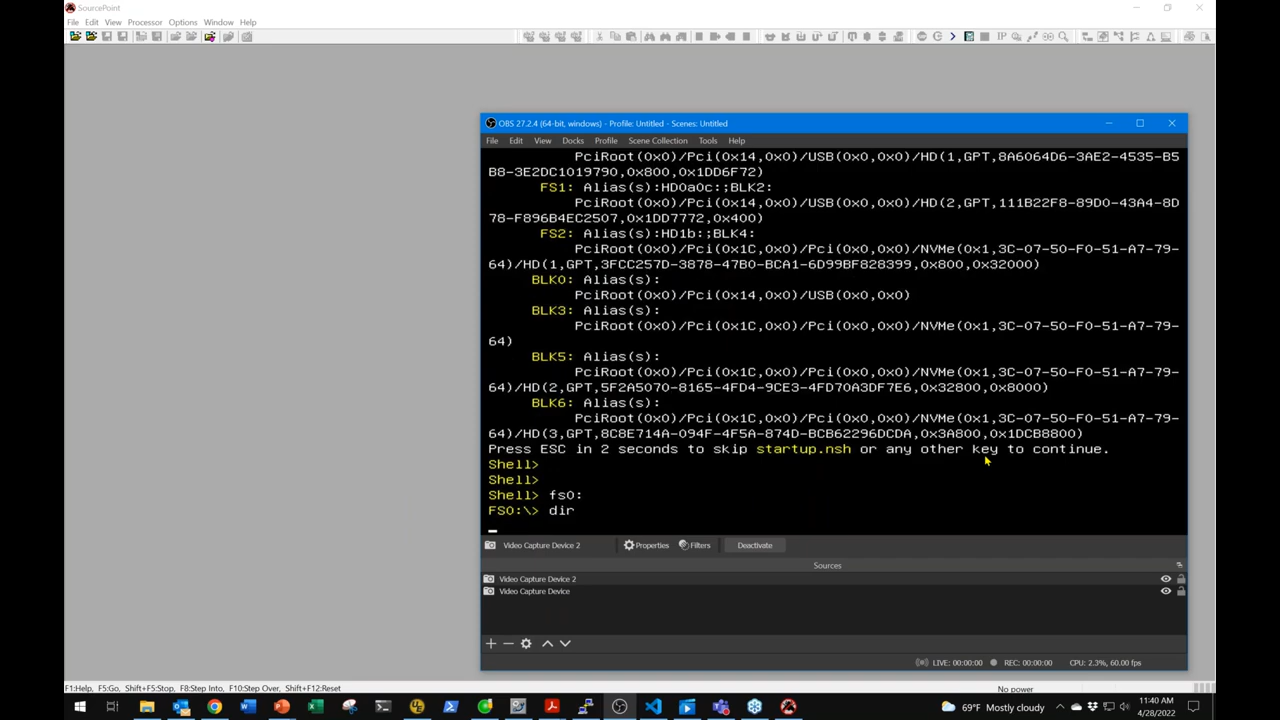 SourcePoint
File Edit View Processor Options Window Help
IP
OBS 27.2.4 (64-bit, windows) - Profile: Untitled - Scenes: Untitled
File Edit View Docks Profile Scene Collection Tools Help
PciRoot(0x0)/Pci(0x14,0x0)/USB(0x0,0x0)/HD(1,GPT,8A6064D6-3AE2-4535-B5
B8-3E2DC1019790,0x800,0x1DD6F72)
FS1: Alias(s):HD0a0c:;BLK2:
PciRoot(0x0)/Pci(0x14,0x0)/USB(0x0,0x0)/HD(2,GPT,111B22F8-89D0-43A4-8D
78-F896B4EC2507,0x1DD7772,0x400)
FS2: Alias(s):HD1b:;BLK4:
PciRoot(0x0)/Pci(0x1C,0x0)/Pci(0x0,0x0)/NVMe(0x1,3C-07-50-F0-51-A7-79-
64)/HD(1,GPT,3FCC257D-3878-47B0-BCA1-6D99BF828399,0x800,0x32000)
BLK0: Alias(s):
PciRoot(0x0)/Pci(0x14,0x0)/USB(0x0,0x0)
BLK3: Alias(s):
PciRoot(0x0)/Pci(0x1C,0x0)/Pci(0x0,0x0)/NVMe(0x1,3C-07-50-F0-51-A7-79-
64)
BLK5: Alias(s):
PciRoot(0x0)/Pci(0x1C,0x0)/Pci(0x0,0x0)/NVMe(0x1,3C-07-50-F0-51-A7-79-
64)/HD(2,GPT,5F2A5070-8165-4FD4-9CE3-4FD70A3DF7E6,0x32800,0x8000)
BLK6: Alias(s):
PciRoot(0x0)/Pci(0x1C,0x0)/Pci(0x0,0x0)/NVMe(0x1,3C-07-50-F0-51-A7-79-
64)/HD(3,GPT,8C8E714A-094F-4F5A-874D-BCB62296DCDA,0x3A800,0x1DCB8800)
Press ESC in 2 seconds to skip startup.nsh or any other key to continue.
Shell>
Shell>
Shell> fs0:
FS0:\> dir
Video Capture Device 2 Properties Filters Deactivate
Sources
Video Capture Device 2
Video Capture Device
LIVE: 00:00:00 REC: 00:00:00 CPU: 2.3%, 60.00 fps
F1:Help, F5:Go, Shift+F5:Stop, F8:Step Into, F10:Step Over, Shift+F12:Reset No power
69°F Mostly cloudy 11:40 AM
4/28/2022